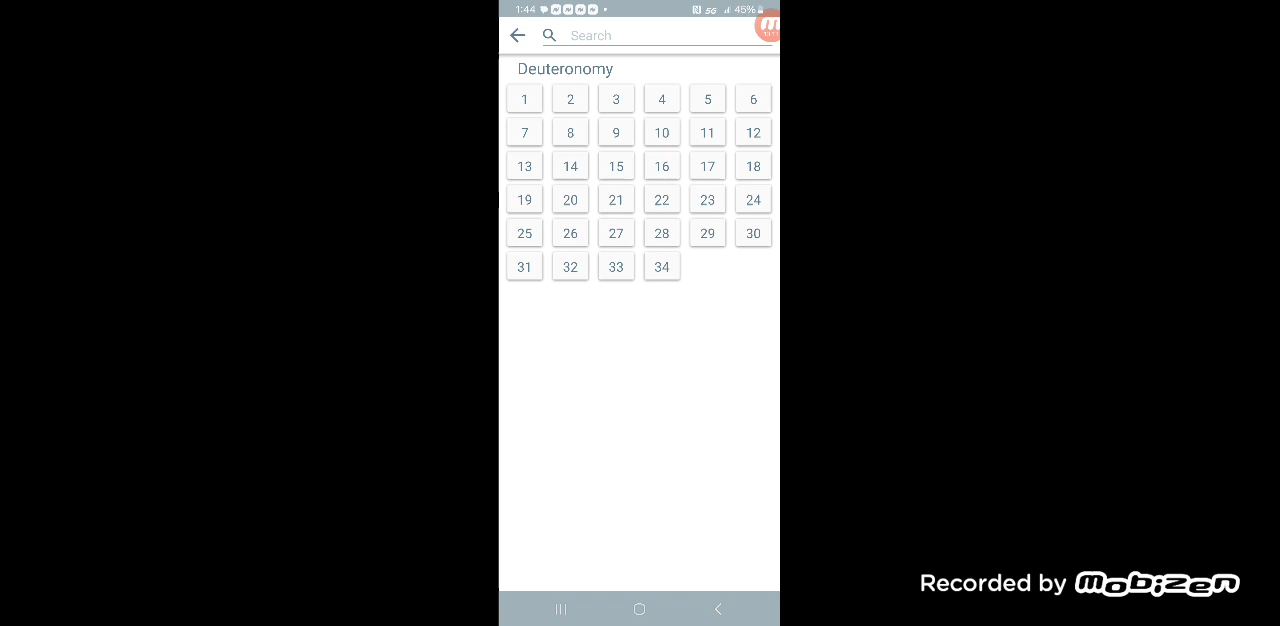 1:44 5G 45%
Search
Deuteronomy
1 2 3 4 5 6
7 8 9 10 11 12
13 14 15 16 17 18
19 20 21 22 23 24
25 26 27 28 29 30
31 32 33 34
Recorded by mobizen